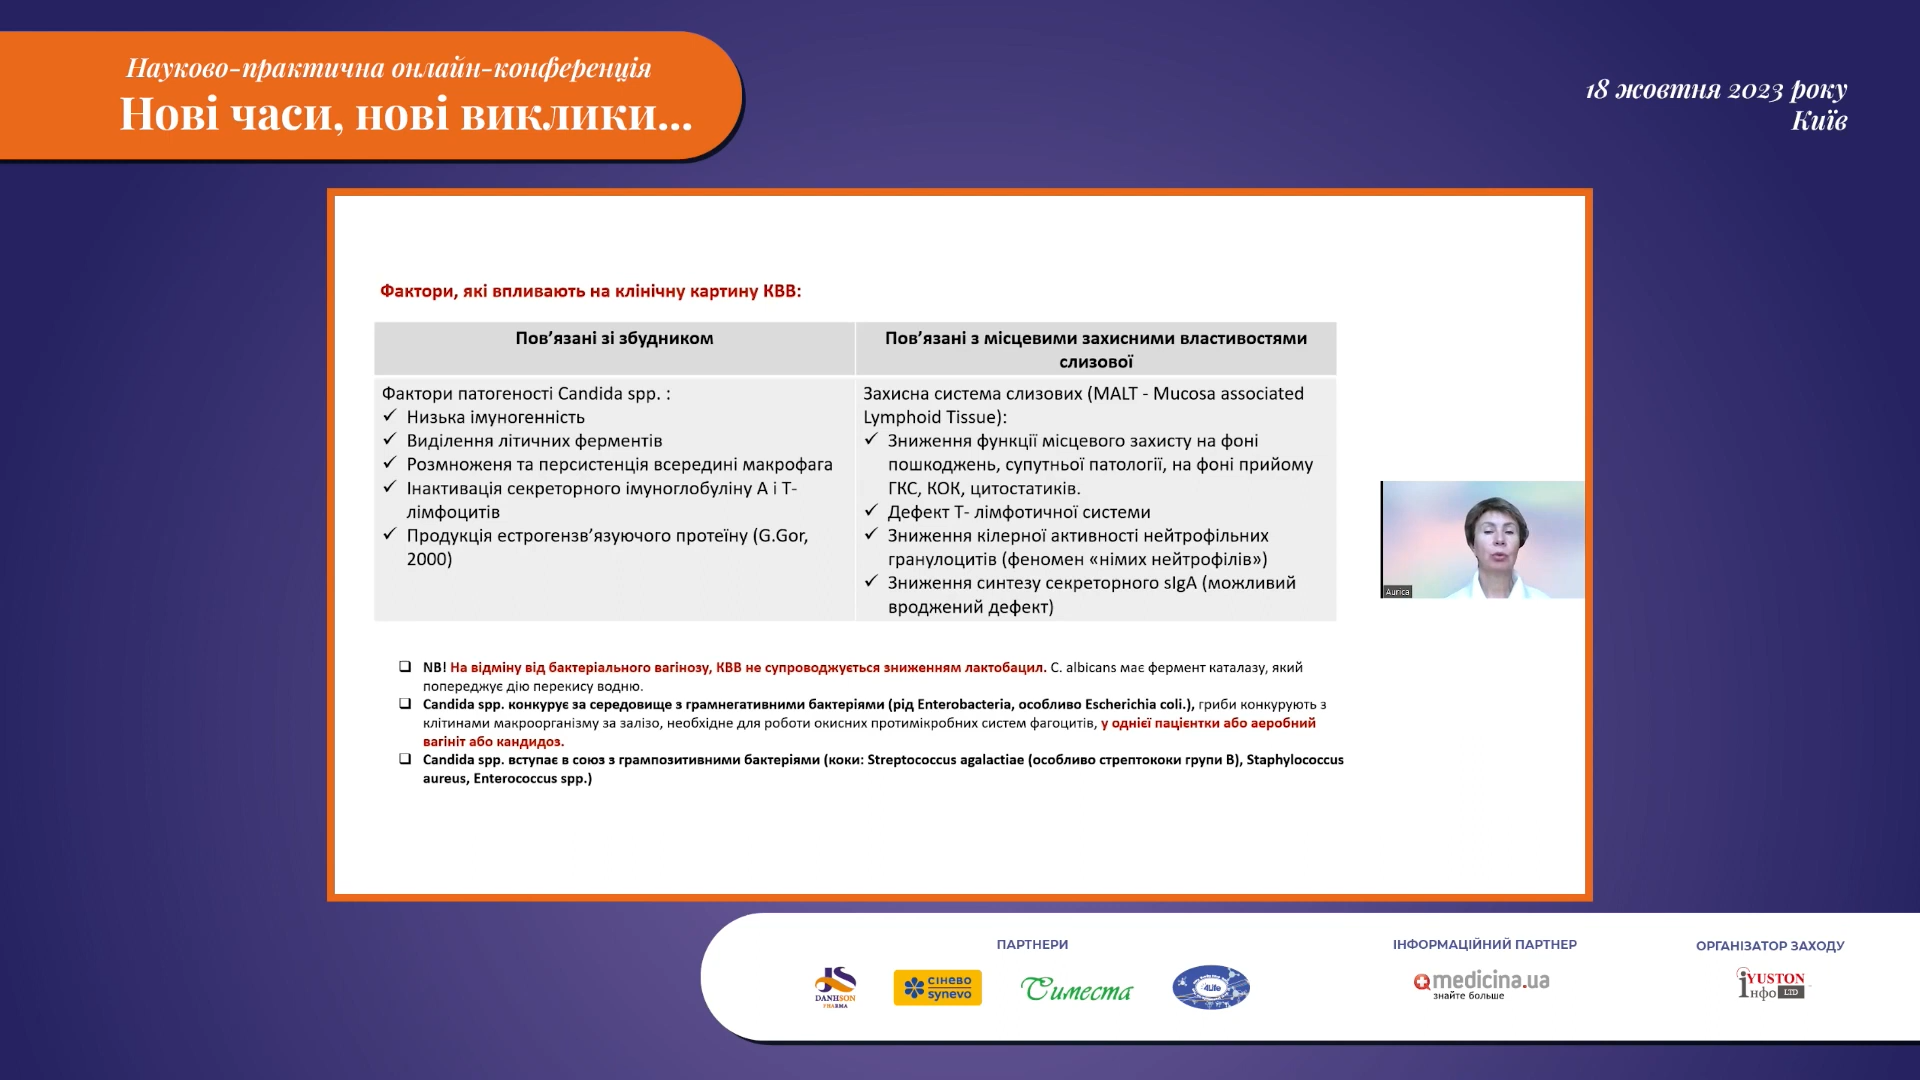 Науково-практична онлайн-конференція
Нові часи, нові виклики...
18 жовтня 2023 року
Київ
Фактори, які впливають на клінічну картину КВВ:
Пов’язані зі збудником
Пов’язані з місцевими захисними властивостями
слизової
Фактори патогеності Candida spp. :
✓ Низька імуногенність
✓ Виділення літичних ферментів
✓ Розмноженя та персистенція всередині макрофага
✓ Інактивація секреторного імуноглобуліну А і Т-
лімфоцитів
✓ Продукція естрогензв’язуючого протеїну (G.Gor,
2000)
Захисна система слизових (MALT - Mucosa associated
Lymphoid Tissue):
✓ Зниження функції місцевого захисту на фоні
пошкоджень, супутньої патології, на фоні прийому
ГКС, КОК, цитостатиків.
✓ Дефект Т- лімфотичної системи
✓ Зниження кілерної активності нейтрофільних
гранулоцитів (феномен «німих нейтрофілів»)
✓ Зниження синтезу секреторного sIgA (можливий
вроджений дефект)
Aurica
❑ NB! На відміну від бактеріального вагінозу, КВВ не супроводжується зниженням лактобацил. C. albicans має фермент каталазу, який
попереджує дію перекису водню.
❑ Candida spp. конкурує за середовище з грамнегативними бактеріями (рід Enterobacteria, особливо Escherichia coli.), гриби конкурують з
клітинами макроорганізму за залізо, необхідне для роботи окисних протимікробних систем фагоцитів, у однієї пацієнтки або аеробний
вагініт або кандидоз.
❑ Candida spp. вступає в союз з грампозитивними бактеріями (коки: Streptococcus agalactiae (особливо стрептококи групи В), Staphylococcus
aureus, Enterococcus spp.)
ПАРТНЕРИ
ІНФОРМАЦІЙНИЙ ПАРТНЕР
ОРГАНІЗАТОР ЗАХОДУ
DANHSON
PHARMA
сінево
synevo
Симеста
4Life
medicina.ua
знайте больше
YUSTON
інфо LTD